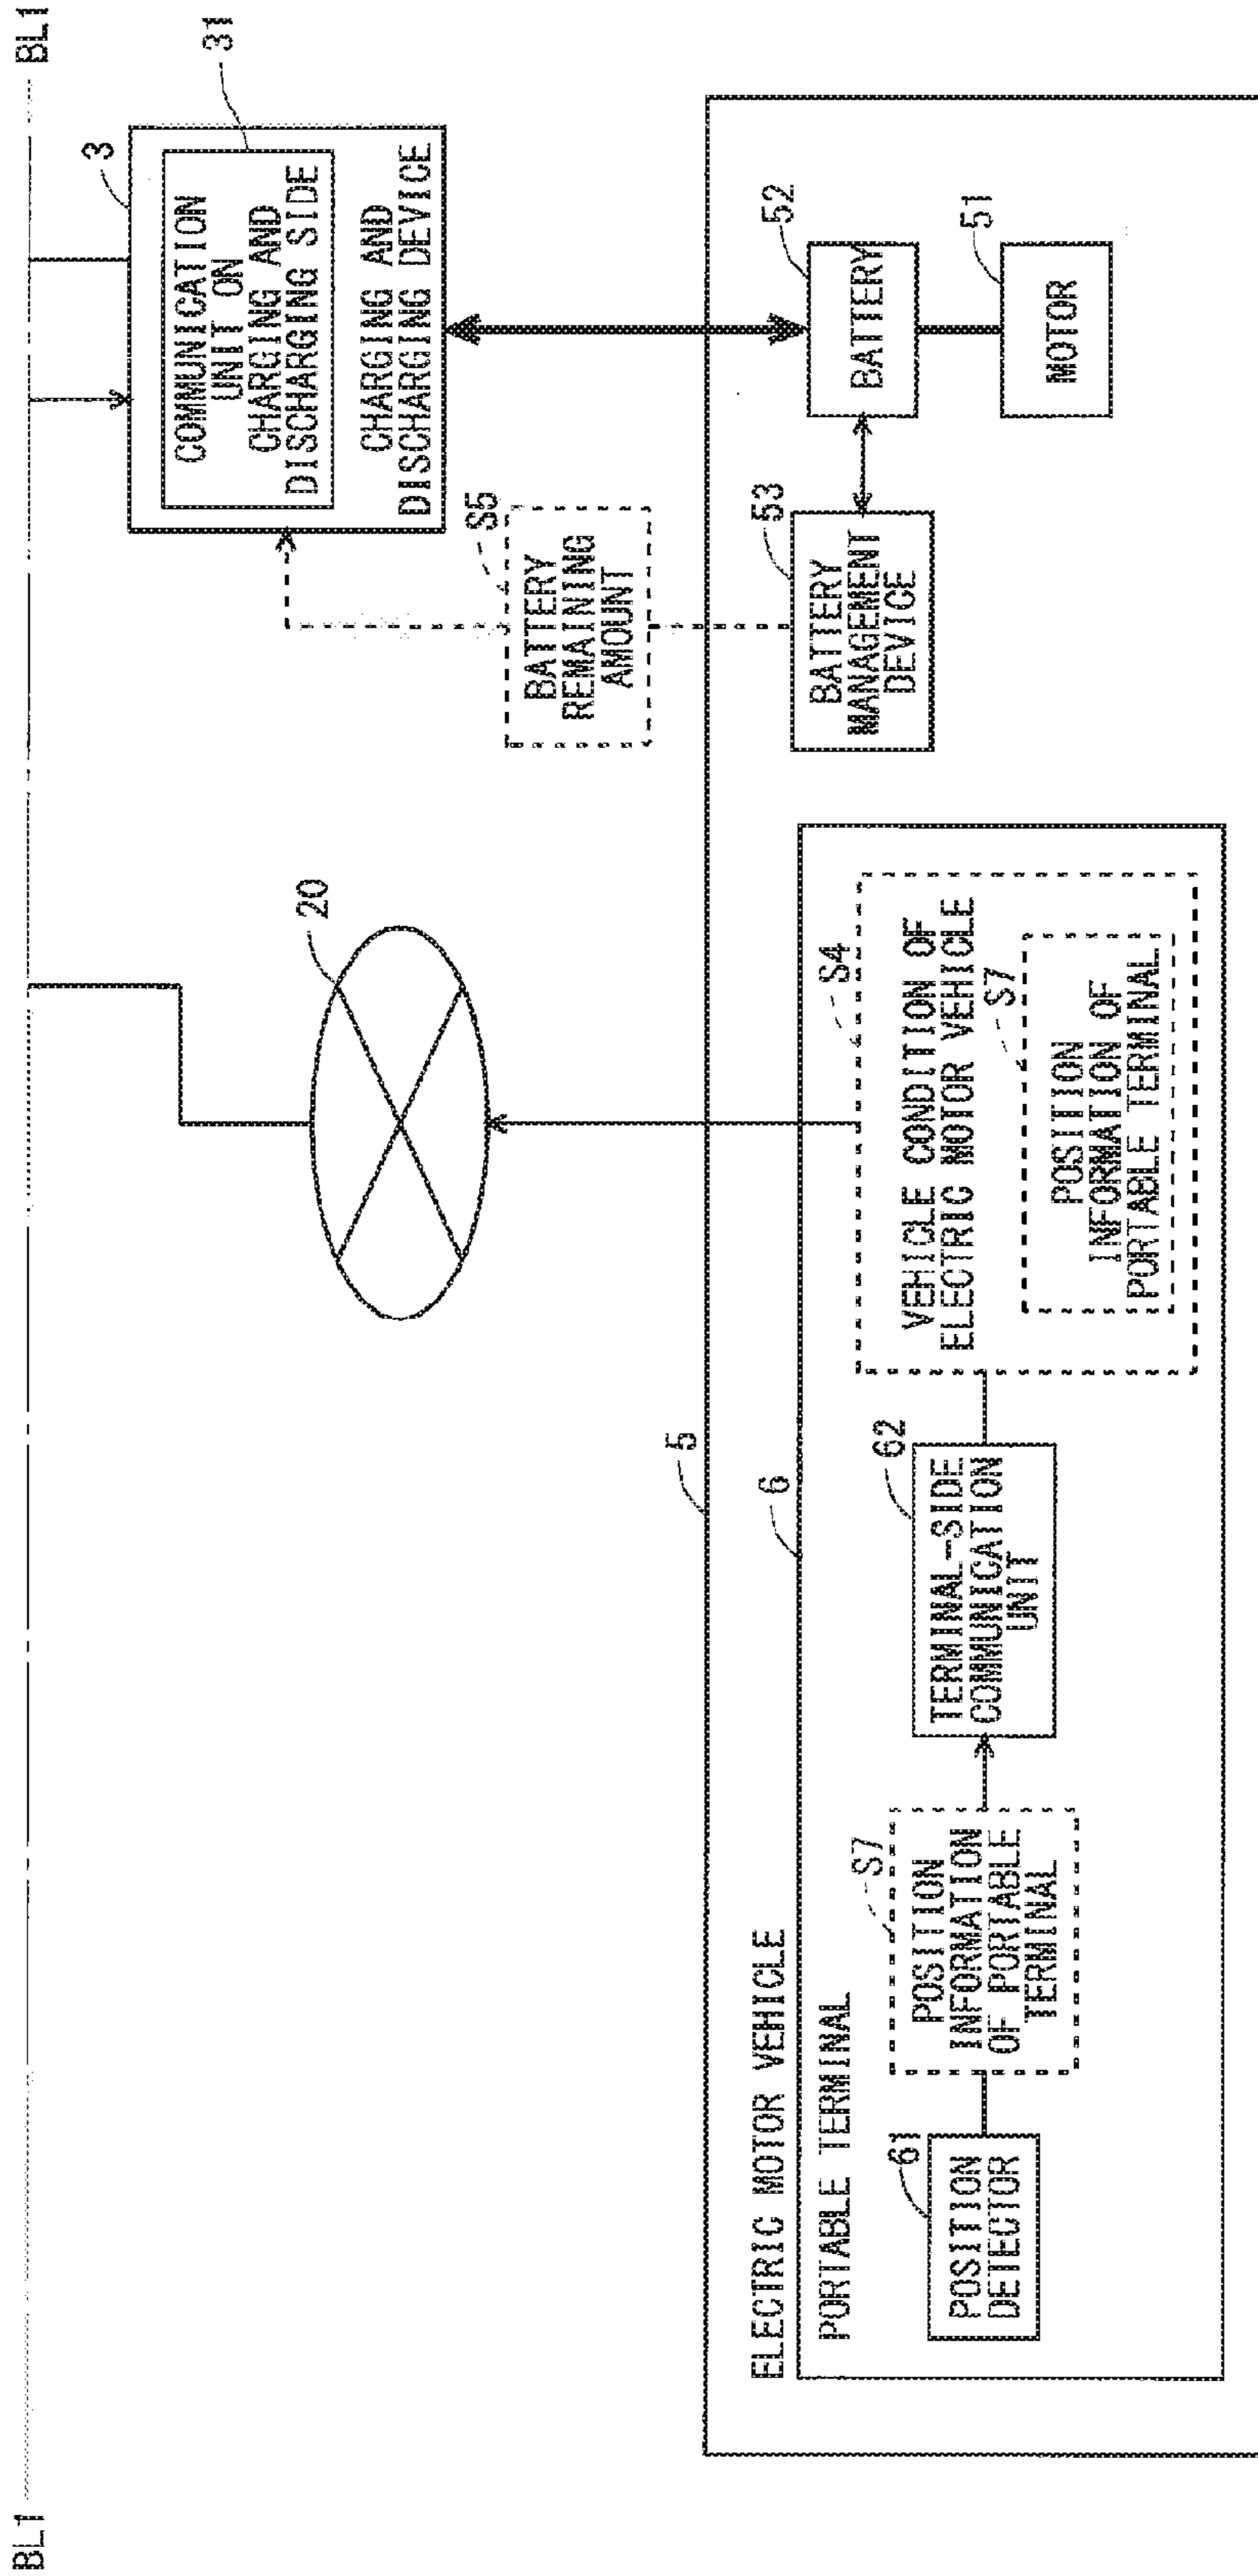 BL1
BL1
3
31
COMMUNICATION
UNIT ON
CHARGING AND
DISCHARGING SIDE
CHARGING AND
DISCHARGING DEVICE
20
S5
BATTERY
REMAINING
AMOUNT
5
ELECTRIC MOTOR VEHICLE
6
PORTABLE TERMINAL
61
POSITION
DETECTOR
S7
POSITION
INFORMATION
OF PORTABLE
TERMINAL
62
TERMINAL-SIDE
COMMUNICATION
UNIT
S4
VEHICLE CONDITION OF
ELECTRIC MOTOR VEHICLE
S7
POSITION
INFORMATION OF
PORTABLE TERMINAL
53
BATTERY
MANAGEMENT
DEVICE
52
BATTERY
51
MOTOR